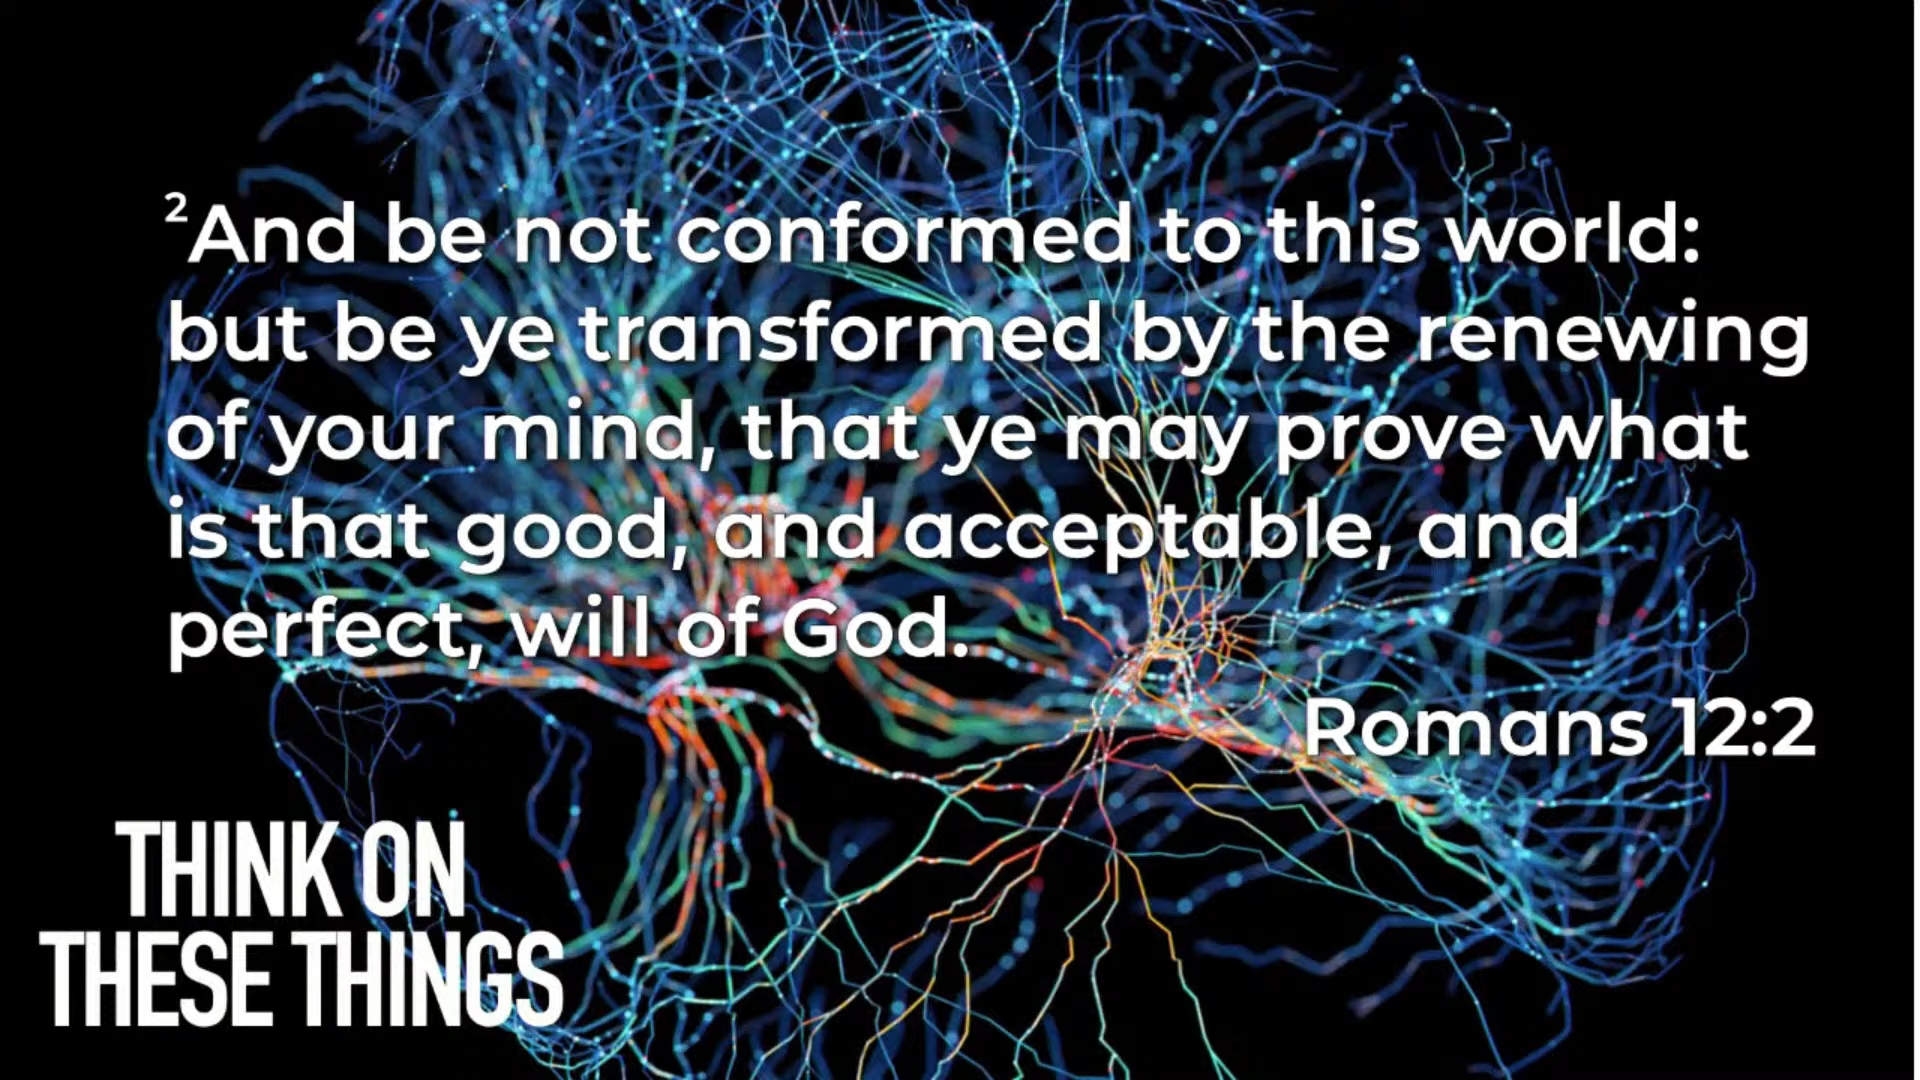 ²And be not conformed to this world:
but be ye transformed by the renewing
of your mind, that ye may prove what
is that good, and acceptable, and
perfect, will of God.
Romans 12:2
THINK ON
THESE THINGS